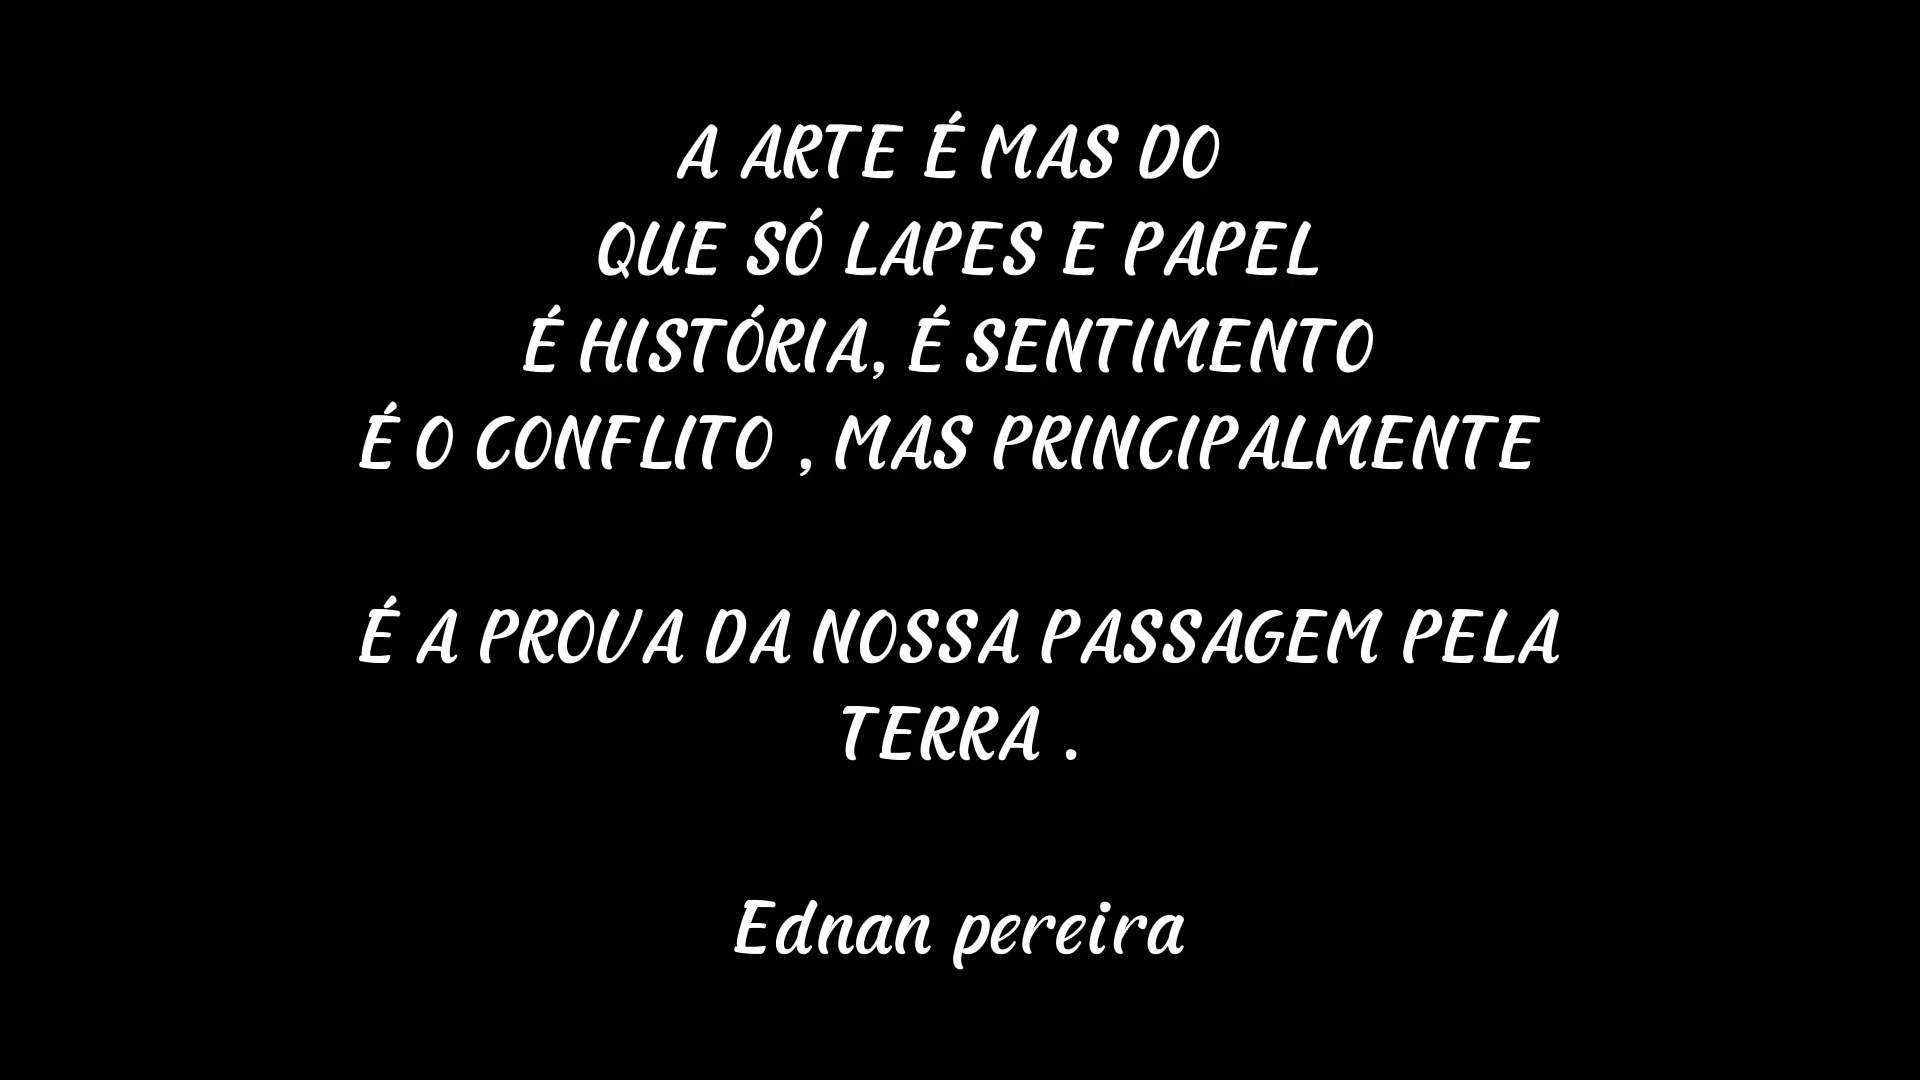 A ARTE É MAS DO
QUE SÓ LAPES E PAPEL
É HISTÓRIA, É SENTIMENTO
É O CONFLITO , MAS PRINCIPALMENTE
É A PROVA DA NOSSA PASSAGEM PELA
TERRA .
Ednan pereira